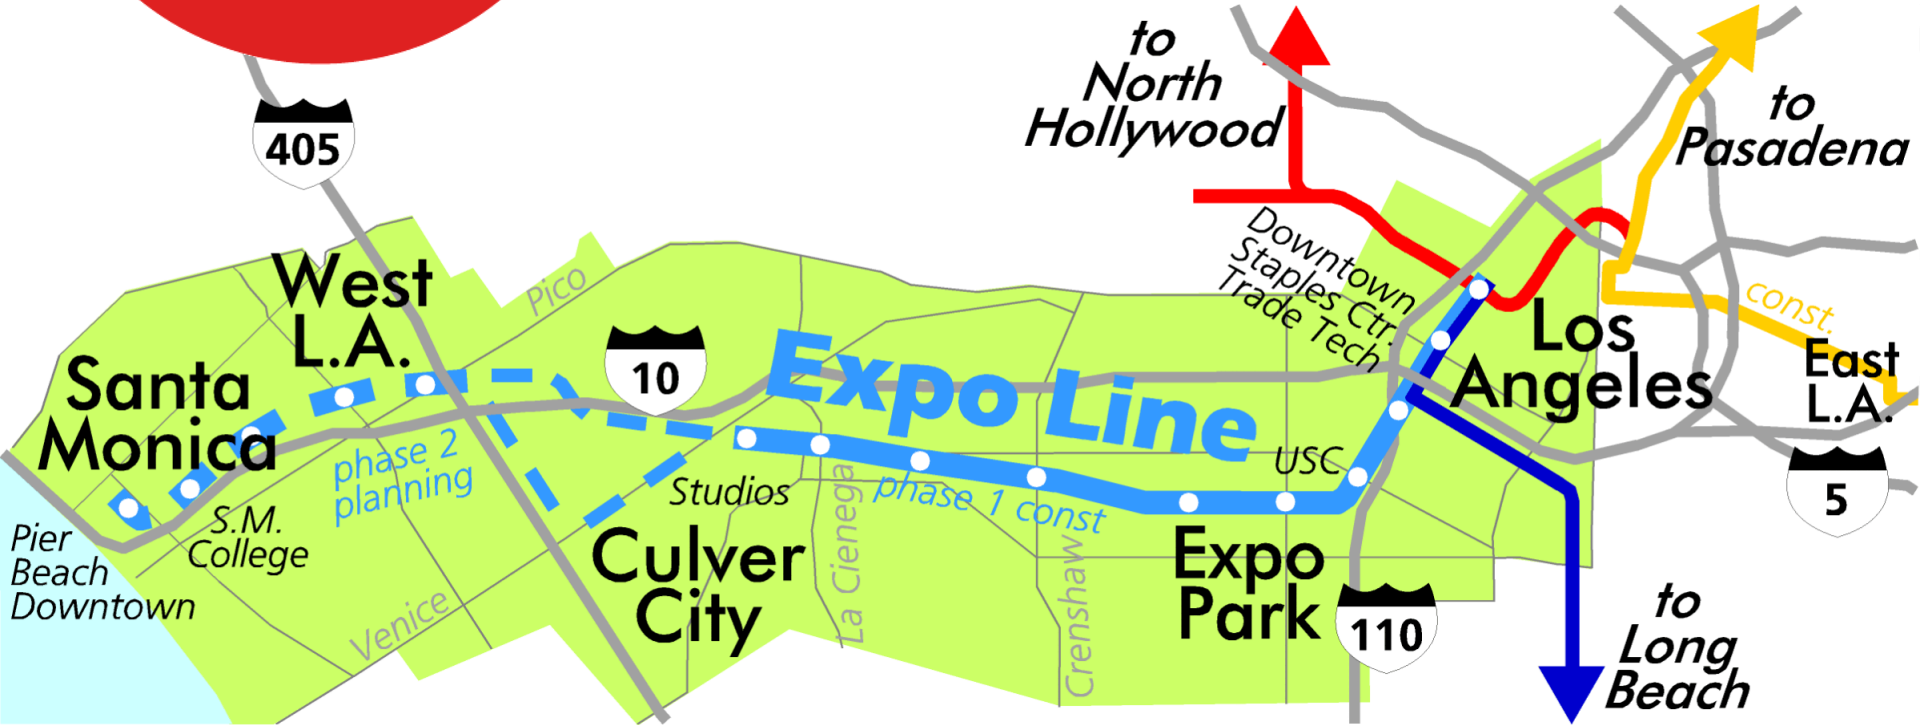 405
to
North
Hollywood
to
Pasadena
West
L.A.
Pico
Downtown
Staples Ctr.
Trade Tech
const.
10
Expo Line
Los
Angeles
East
L.A.
Santa
Monica
phase 2
planning
USC
5
S.M.
College
Studios
phase 1 const
Pier
Beach
Downtown
Culver
City
La Cienega
Crenshaw
Expo
Park
Venice
110
to
Long
Beach